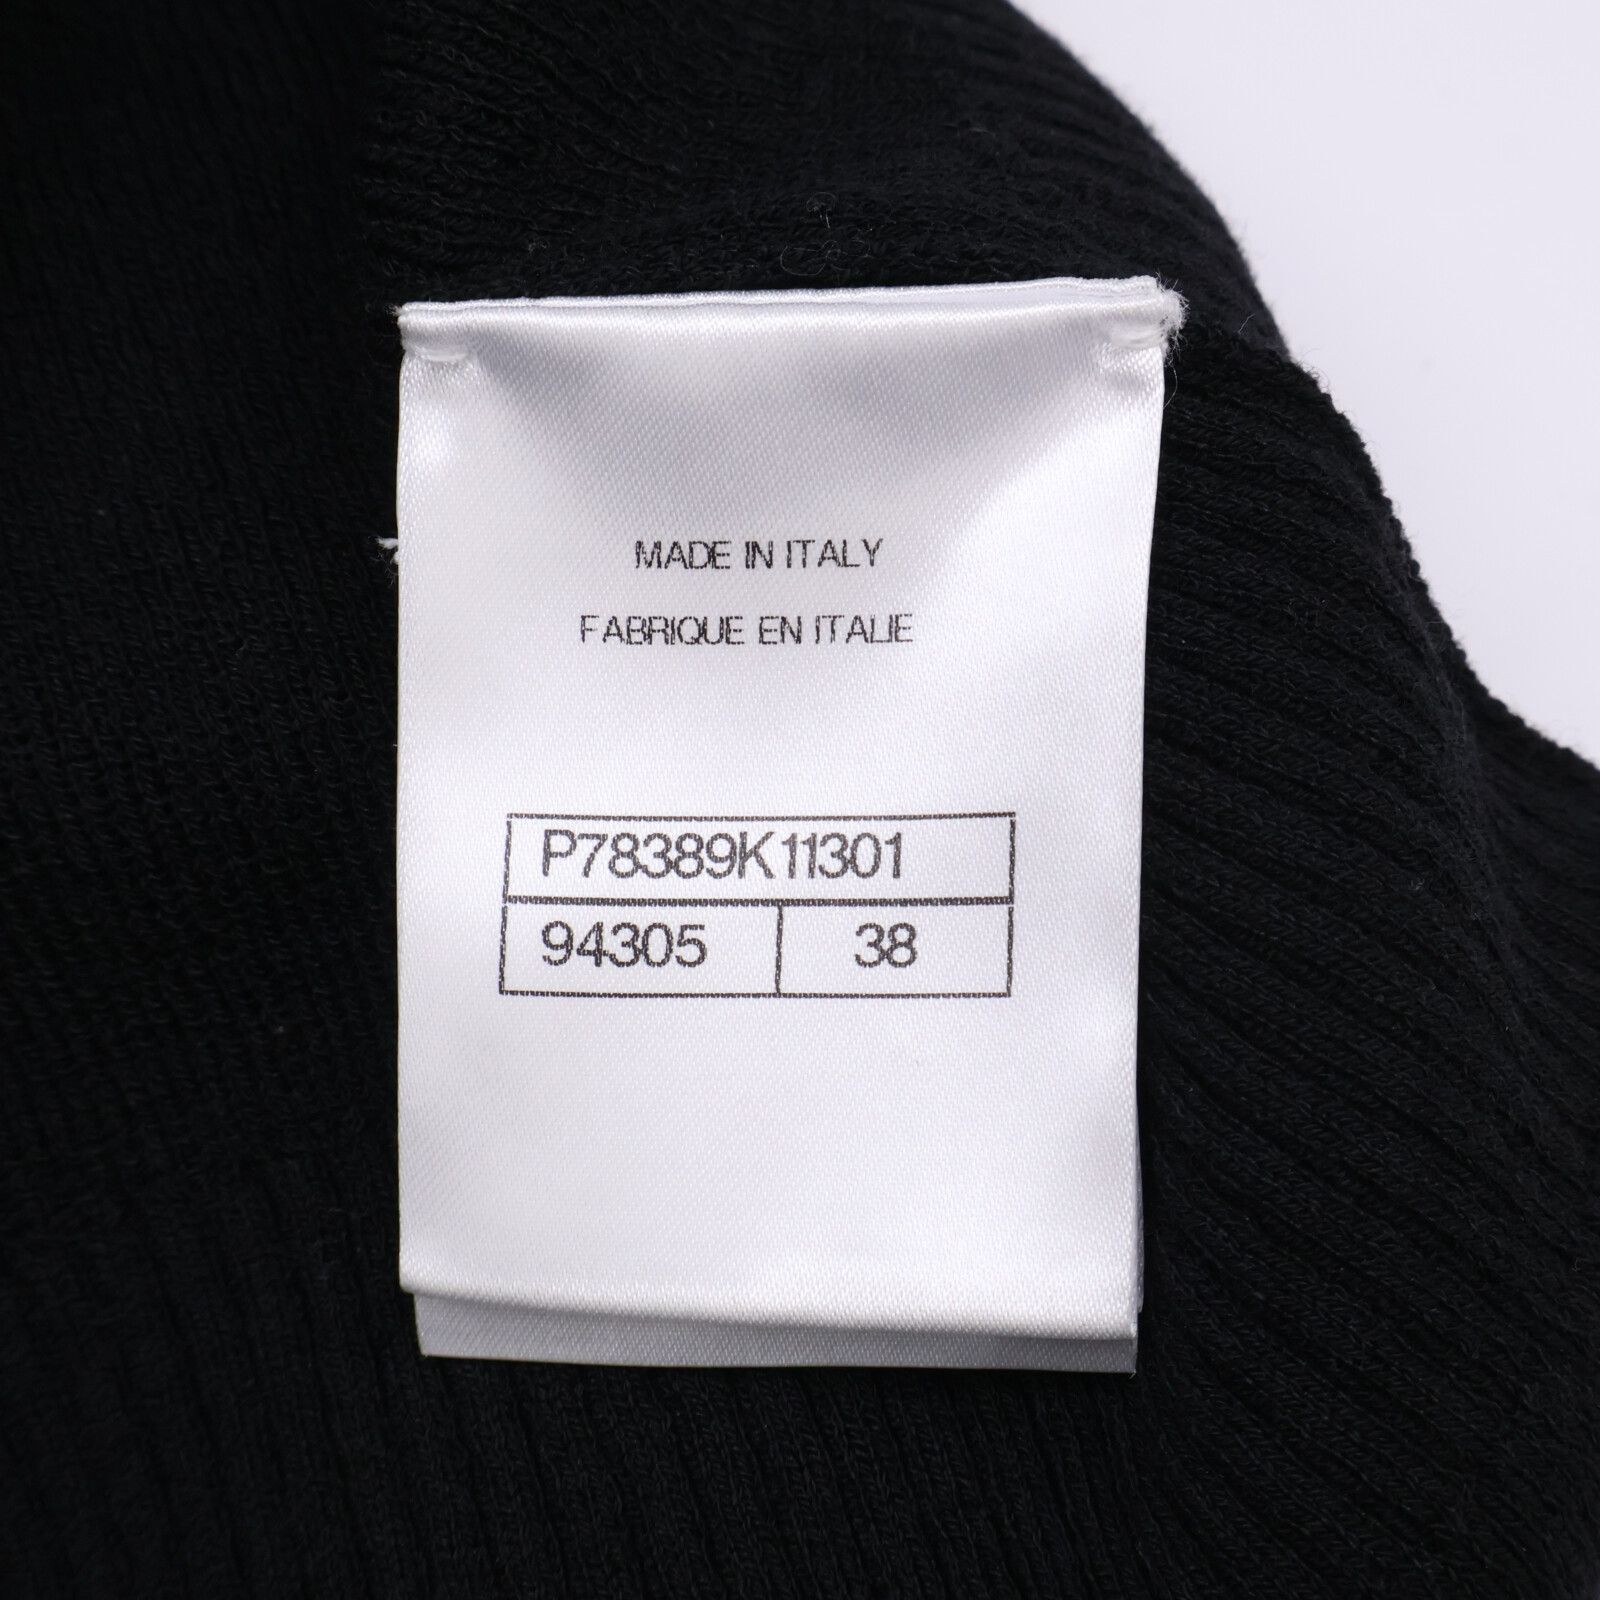 MADE IN ITALY
FABRIQUE EN ITALIE
P78389K11301
94305 38